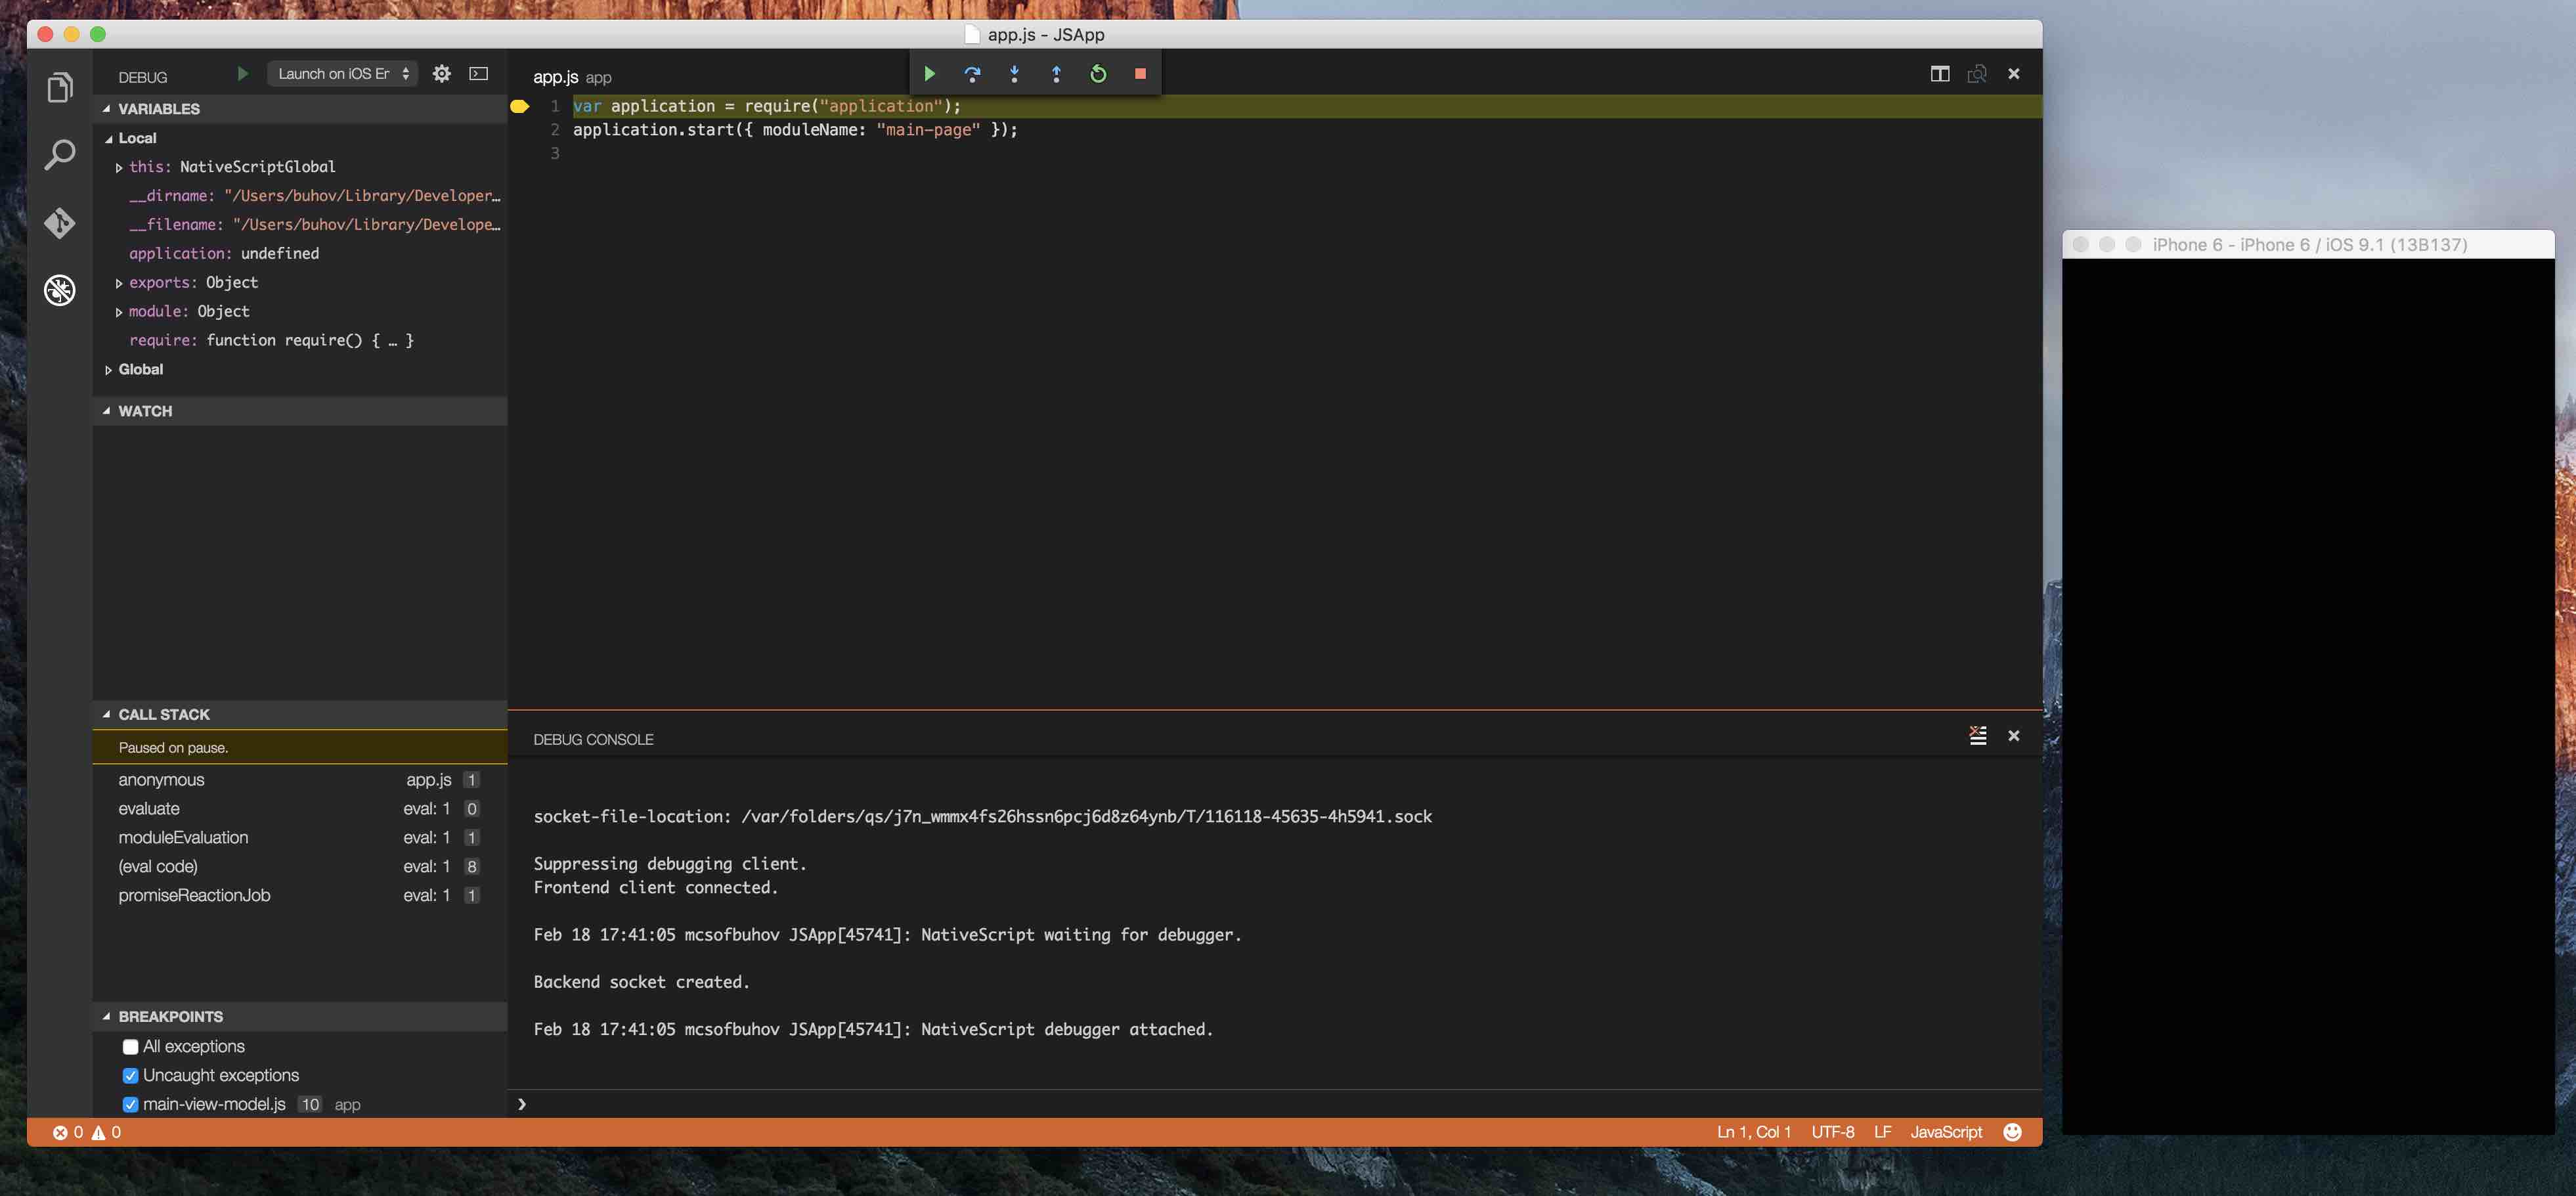 app.js - JSApp
DEBUG
Launch on iOS Er
VARIABLES
Local
this: NativeScriptGlobal
__dirname: "/Users/buhov/Library/Developer…
__filename: "/Users/buhov/Library/Develope…
application: undefined
exports: Object
module: Object
require: function require() { … }
Global
WATCH
CALL STACK
Paused on pause.
anonymous app.js 1
evaluate eval: 1 0
moduleEvaluation eval: 1 1
(eval code) eval: 1 8
promiseReactionJob eval: 1 1
BREAKPOINTS
All exceptions
Uncaught exceptions
main-view-model.js 10 app
app.js app
1 var application = require("application");
2 application.start({ moduleName: "main-page" });
3
DEBUG CONSOLE
socket-file-location: /var/folders/qs/j7n_wmmx4fs26hssn6pcj6d8z64ynb/T/116118-45635-4h5941.sock
Suppressing debugging client.
Frontend client connected.
Feb 18 17:41:05 mcsofbuhov JSApp[45741]: NativeScript waiting for debugger.
Backend socket created.
Feb 18 17:41:05 mcsofbuhov JSApp[45741]: NativeScript debugger attached.
0 0
Ln 1, Col 1 UTF-8 LF JavaScript
iPhone 6 - iPhone 6 / iOS 9.1 (13B137)